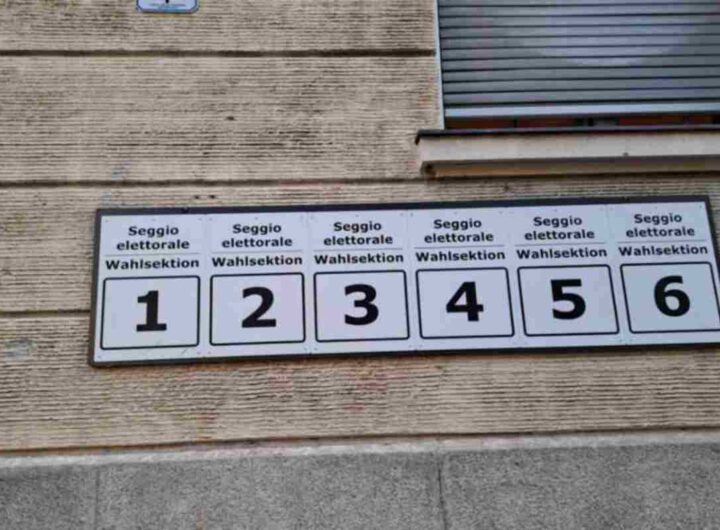 Seggio
elettorale
Wahlsektion
1
Seggio
elettorale
Wahlsektion
2
Seggio
elettorale
Wahlsektion
3
Seggio
elettorale
Wahlsektion
4
Seggio
elettorale
Wahlsektion
5
Seggio
elettorale
Wahlsektion
6